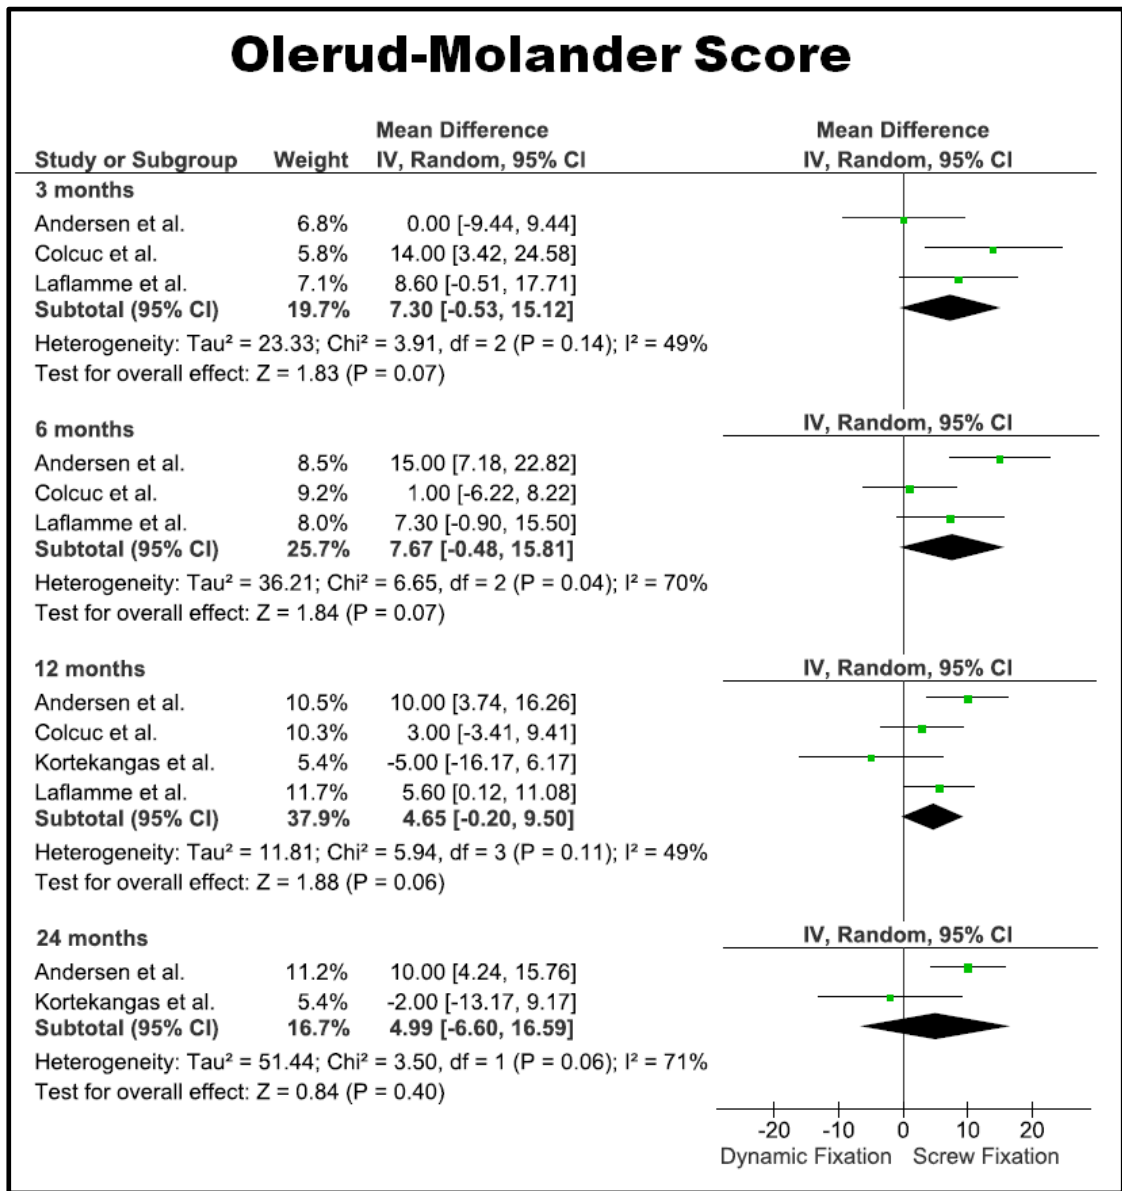 Olerud-Molander Score
Mean Difference Mean Difference
Study or Subgroup Weight IV, Random, 95% CI IV, Random, 95% CI
3 months
Andersen et al. 6.8% 0.00 [-9.44, 9.44]
Colcuc et al. 5.8% 14.00 [3.42, 24.58]
Laflamme et al. 7.1% 8.60 [-0.51, 17.71]
Subtotal (95% CI) 19.7% 7.30 [-0.53, 15.12]
Heterogeneity: Tau² = 23.33; Chi² = 3.91, df = 2 (P = 0.14); I² = 49%
Test for overall effect: Z = 1.83 (P = 0.07)
6 months IV, Random, 95% CI
Andersen et al. 8.5% 15.00 [7.18, 22.82]
Colcuc et al. 9.2% 1.00 [-6.22, 8.22]
Laflamme et al. 8.0% 7.30 [-0.90, 15.50]
Subtotal (95% CI) 25.7% 7.67 [-0.48, 15.81]
Heterogeneity: Tau² = 36.21; Chi² = 6.65, df = 2 (P = 0.04); I² = 70%
Test for overall effect: Z = 1.84 (P = 0.07)
12 months IV, Random, 95% CI
Andersen et al. 10.5% 10.00 [3.74, 16.26]
Colcuc et al. 10.3% 3.00 [-3.41, 9.41]
Kortekangas et al. 5.4% -5.00 [-16.17, 6.17]
Laflamme et al. 11.7% 5.60 [0.12, 11.08]
Subtotal (95% CI) 37.9% 4.65 [-0.20, 9.50]
Heterogeneity: Tau² = 11.81; Chi² = 5.94, df = 3 (P = 0.11); I² = 49%
Test for overall effect: Z = 1.88 (P = 0.06)
24 months IV, Random, 95% CI
Andersen et al. 11.2% 10.00 [4.24, 15.76]
Kortekangas et al. 5.4% -2.00 [-13.17, 9.17]
Subtotal (95% CI) 16.7% 4.99 [-6.60, 16.59]
Heterogeneity: Tau² = 51.44; Chi² = 3.50, df = 1 (P = 0.06); I² = 71%
Test for overall effect: Z = 0.84 (P = 0.40)
-20 -10 0 10 20
Dynamic Fixation Screw Fixation